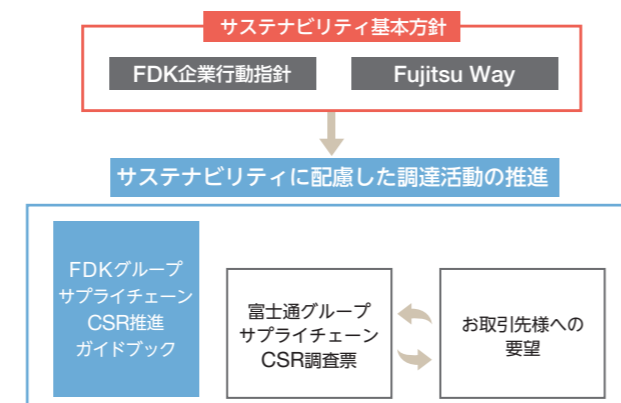 サステナビリティ基本方針
FDK企業行動指針
Fujitsu Way
サステナビリティに配慮した調達活動の推進
FDKグループ
サプライチェーン
CSR推進
ガイドブック
富士通グループ
サプライチェーン
CSR調査票
お取引先様への
要望